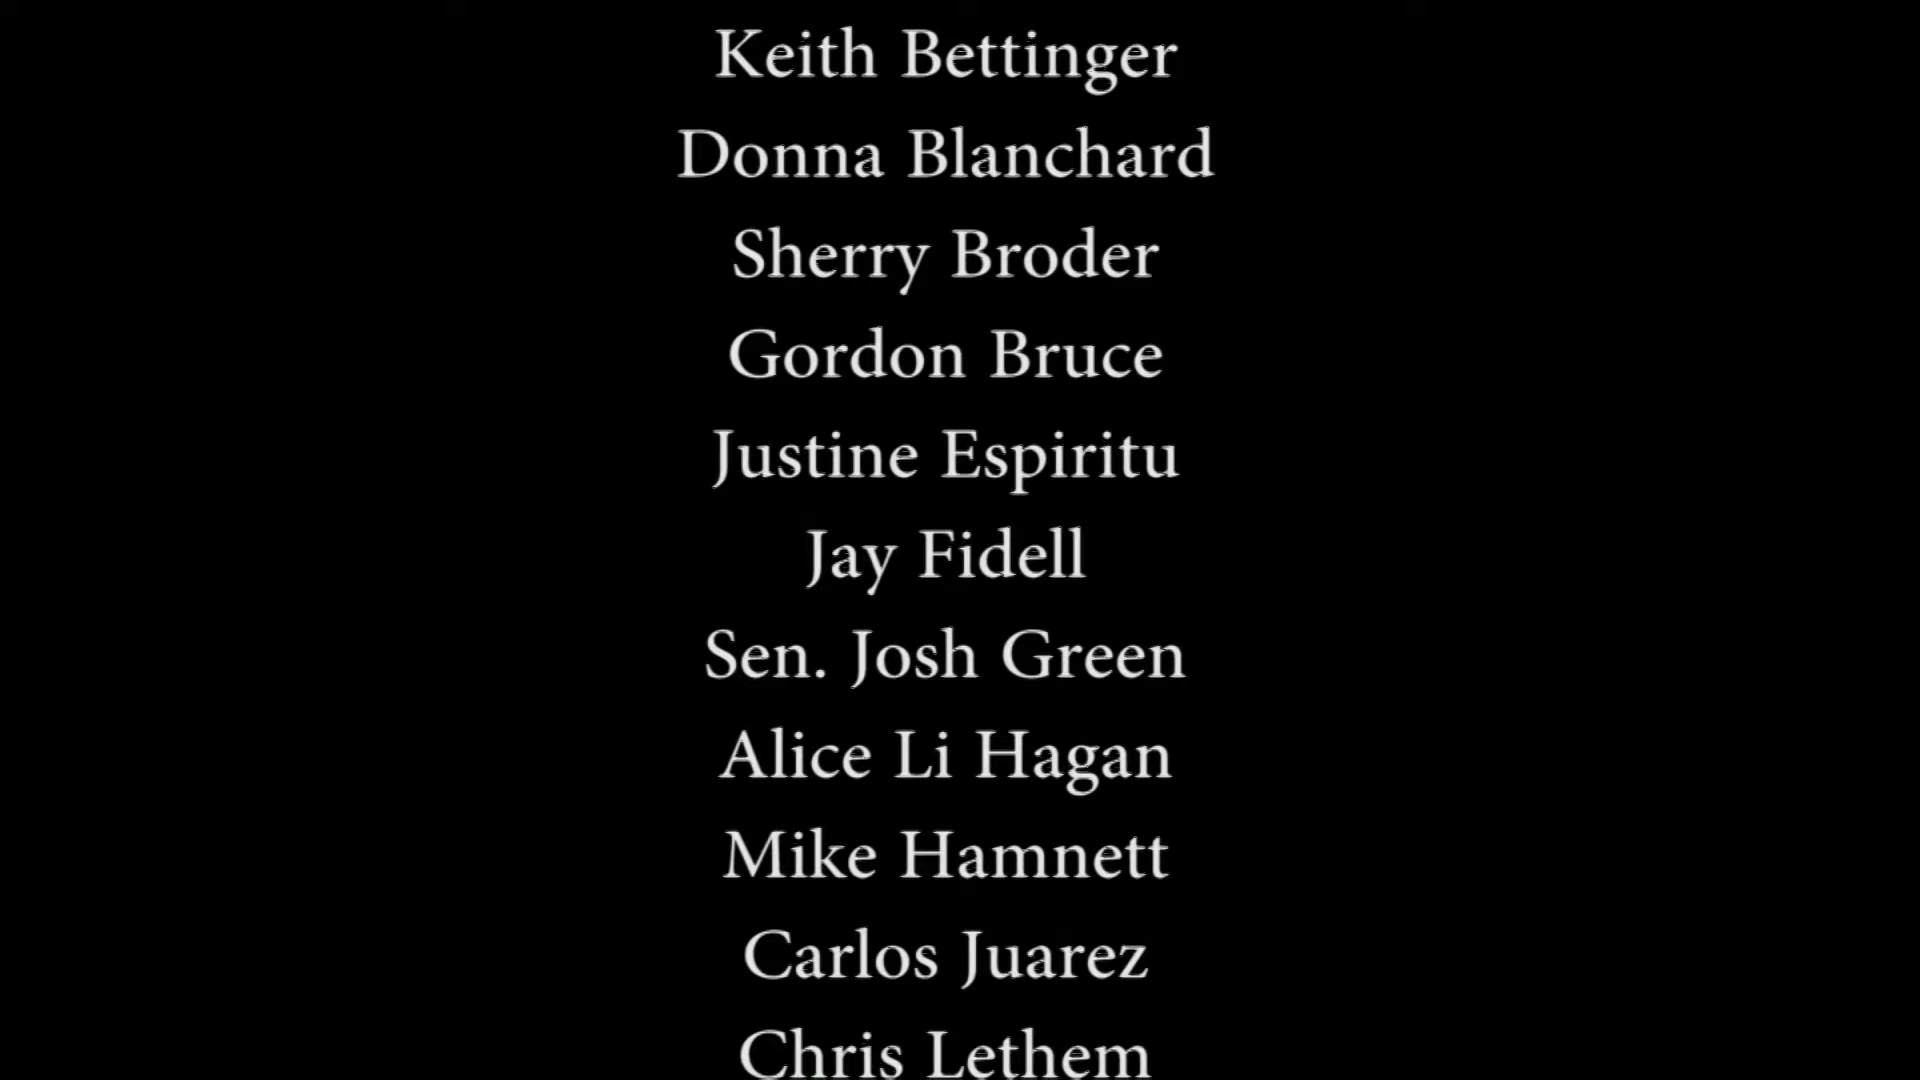 Keith Bettinger
Donna Blanchard
Sherry Broder
Gordon Bruce
Justine Espiritu
Jay Fidell
Sen. Josh Green
Alice Li Hagan
Mike Hamnett
Carlos Juarez
Chris Lethem